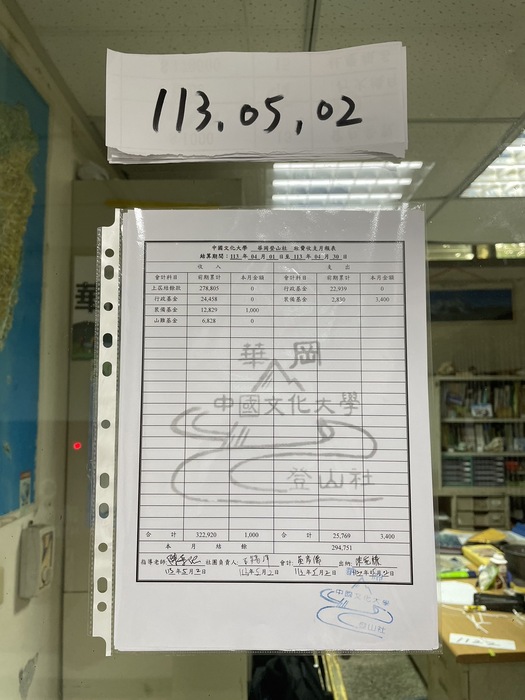 113.05.02
中國文化大學 華岡登山社 社費收支月報表
結算期間：113 年 04 月 01 日至 113 年 04 月 30 日
收 入 支 出
會計科目 前期累計 本月金額 會計科目 前期累計 本月金額
上屆結餘款 278,805 0 行政基金 22,939 0
行政基金 24,458 0 裝備基金 2,830 3,400
裝備基金 12,829 1,000
山難基金 6,828 0
華岡
中國文化大學
登山社
合 計 322,920 1,000 合 計 25,769 3,400
本 月 結 餘 294,751
指導老師: 社團負責人: 會計: 出納:
113年5月2日 113年5月2日 113年5月2日
中國文化大學
登山社
華